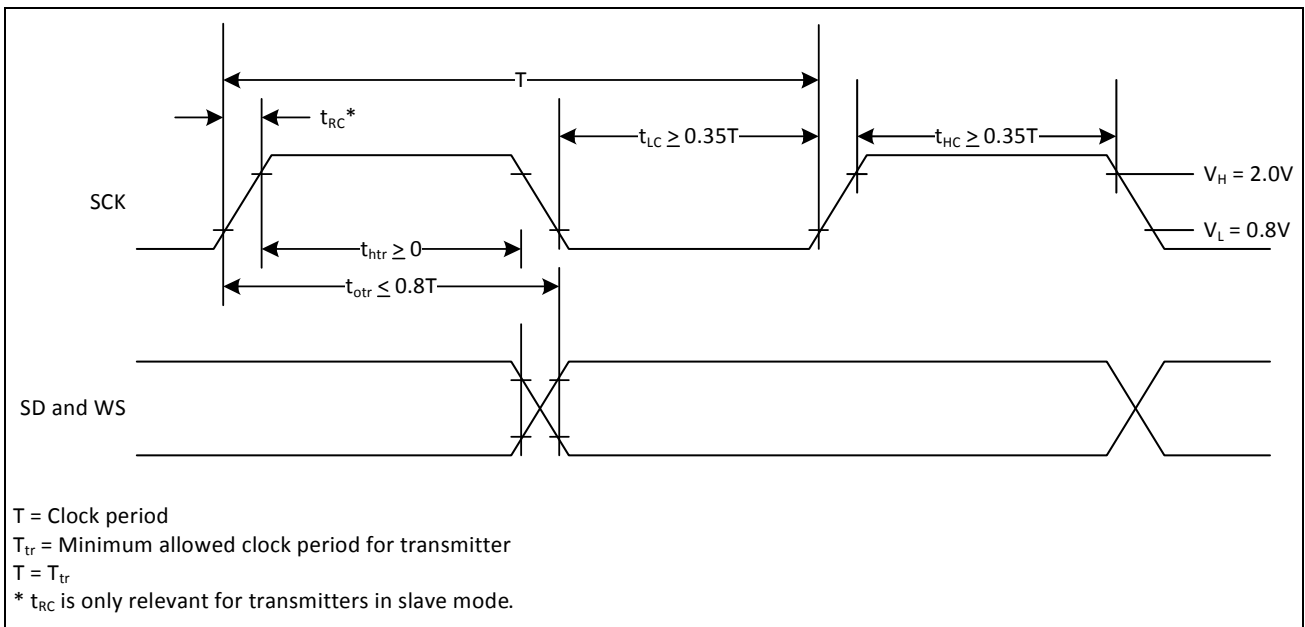 T
t_RC*
t_LC ≥ 0.35T
t_HC ≥ 0.35T
V_H = 2.0V
SCK
V_L = 0.8V
t_htr ≥ 0
t_otr ≤ 0.8T
SD and WS
T = Clock period
T_tr = Minimum allowed clock period for transmitter
T = T_tr
* t_RC is only relevant for transmitters in slave mode.